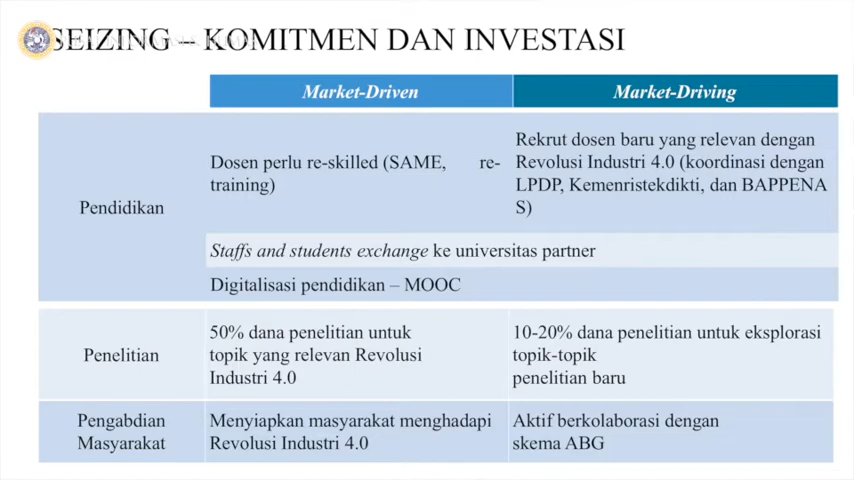 SEIZING – KOMITMEN DAN INVESTASI
Market-Driven
Market-Driving
Pendidikan
Dosen perlu re-skilled (SAME, re-
training)
Rekrut dosen baru yang relevan dengan
Revolusi Industri 4.0 (koordinasi dengan
LPDP, Kemenristekdikti, dan BAPPENA
S)
Staffs and students exchange ke universitas partner
Digitalisasi pendidikan – MOOC
Penelitian
50% dana penelitian untuk
topik yang relevan Revolusi
Industri 4.0
10-20% dana penelitian untuk eksplorasi
topik-topik
penelitian baru
Pengabdian
Masyarakat
Menyiapkan masyarakat menghadapi
Revolusi Industri 4.0
Aktif berkolaborasi dengan
skema ABG